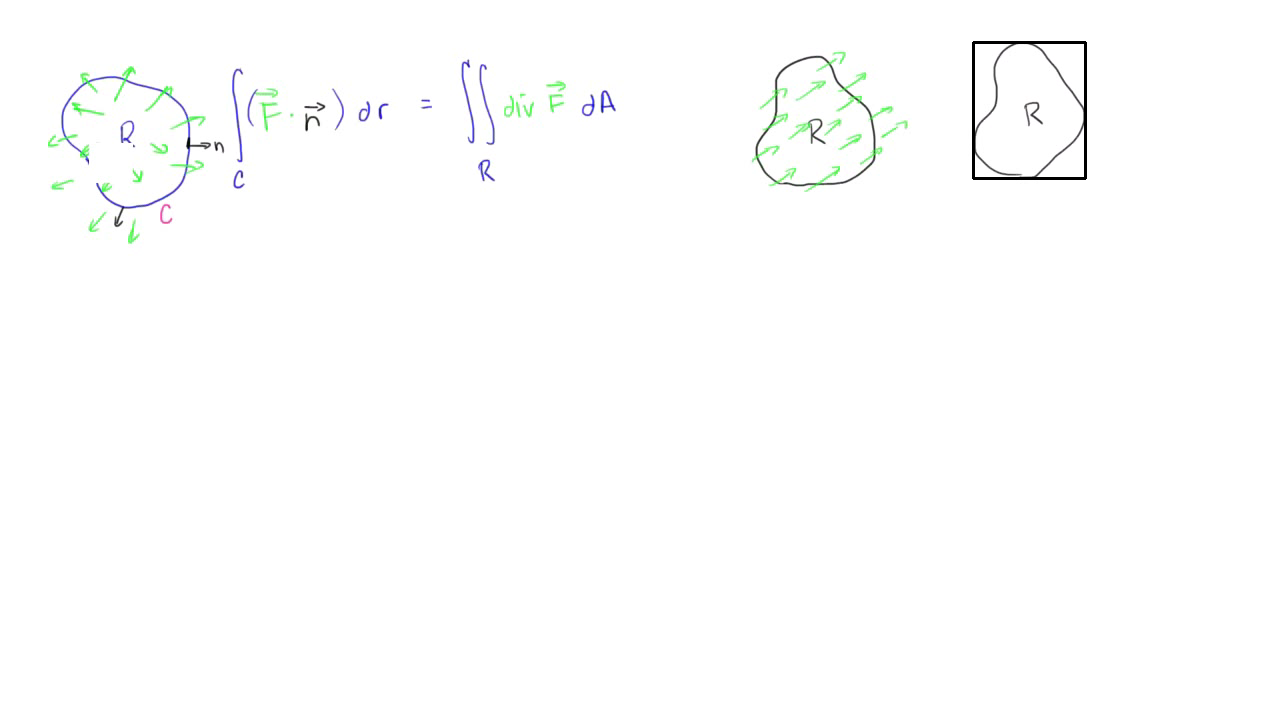 R.
n
C
∫ ( F⃗ · n⃗ ) dr = ∬ div F⃗ dA
C
R
R
R